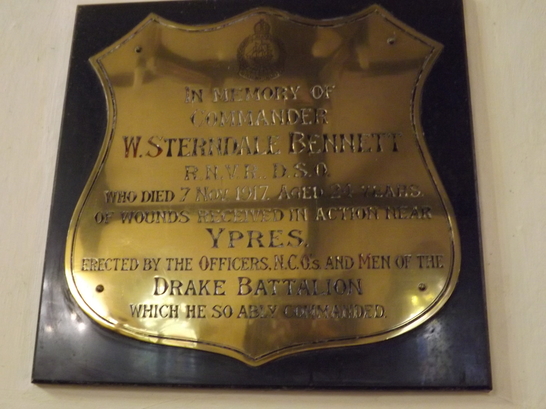 IN MEMORY OF
COMMANDER
W. STERNDALE BENNETT
R.N.V.R., D.S.O.
WHO DIED 7 NOV. 1917, AGED 24 YEARS.
OF WOUNDS RECEIVED IN ACTION NEAR
YPRES.
ERECTED BY THE OFFICERS, N.C.O's. AND MEN OF THE
DRAKE BATTALION
WHICH HE SO ABLY COMMANDED.